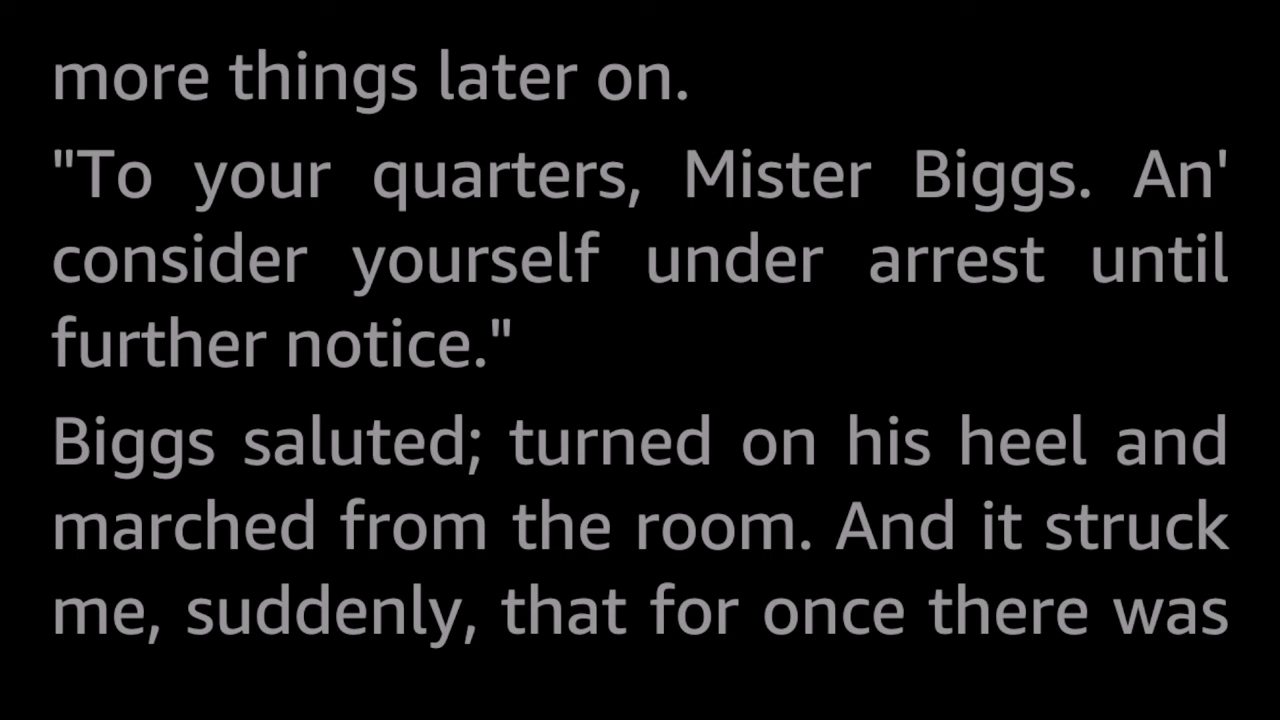 more things later on.
"To your quarters, Mister Biggs. An'
consider yourself under arrest until
further notice."
Biggs saluted; turned on his heel and
marched from the room. And it struck
me, suddenly, that for once there was